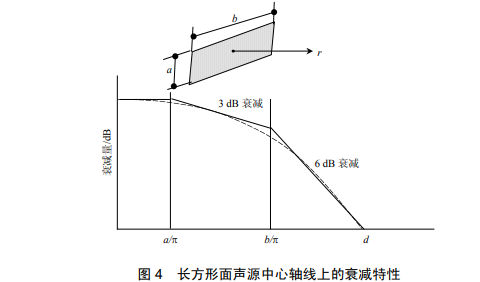 b
a
r
3 dB 衰减
6 dB 衰减
衰减量/dB
a/π
b/π
d
图 4 长方形面声源中心轴线上的衰减特性